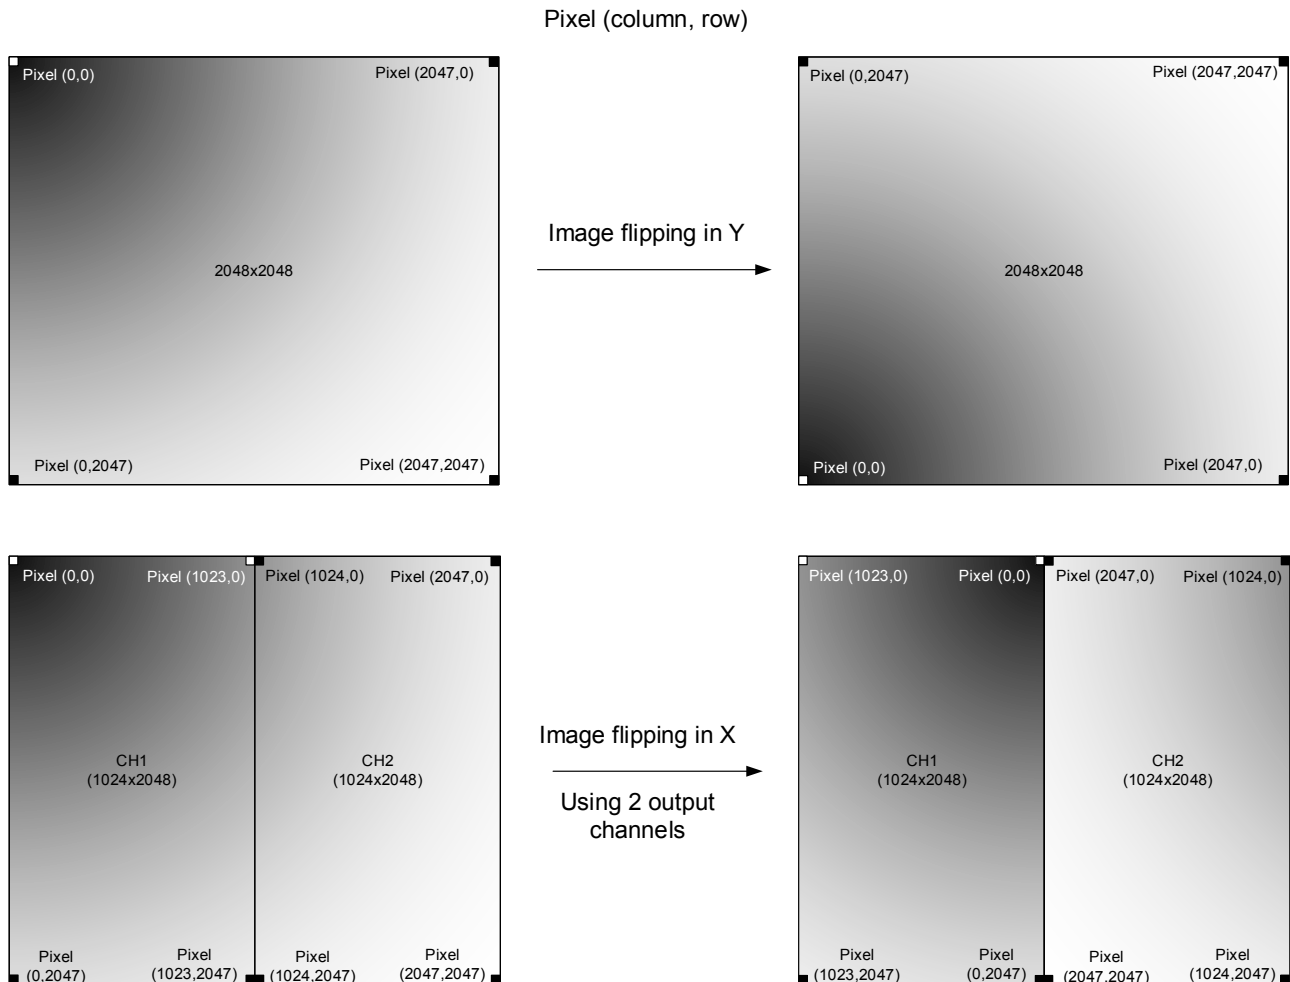 Pixel (column, row)
Pixel (0,0)
Pixel (2047,0)
2048x2048
Pixel (0,2047)
Pixel (2047,2047)
Image flipping in Y
Pixel (0,2047)
Pixel (2047,2047)
2048x2048
Pixel (0,0)
Pixel (2047,0)
Pixel (0,0)
Pixel (1023,0)
Pixel (1024,0)
Pixel (2047,0)
CH1
(1024x2048)
CH2
(1024x2048)
Pixel
(0,2047)
Pixel
(1023,2047)
Pixel
(1024,2047)
Pixel
(2047,2047)
Image flipping in X
Using 2 output
channels
Pixel (1023,0)
Pixel (0,0)
Pixel (2047,0)
Pixel (1024,0)
CH1
(1024x2048)
CH2
(1024x2048)
Pixel
(1023,2047)
Pixel
(0,2047)
Pixel
(2047,2047)
Pixel
(1024,2047)